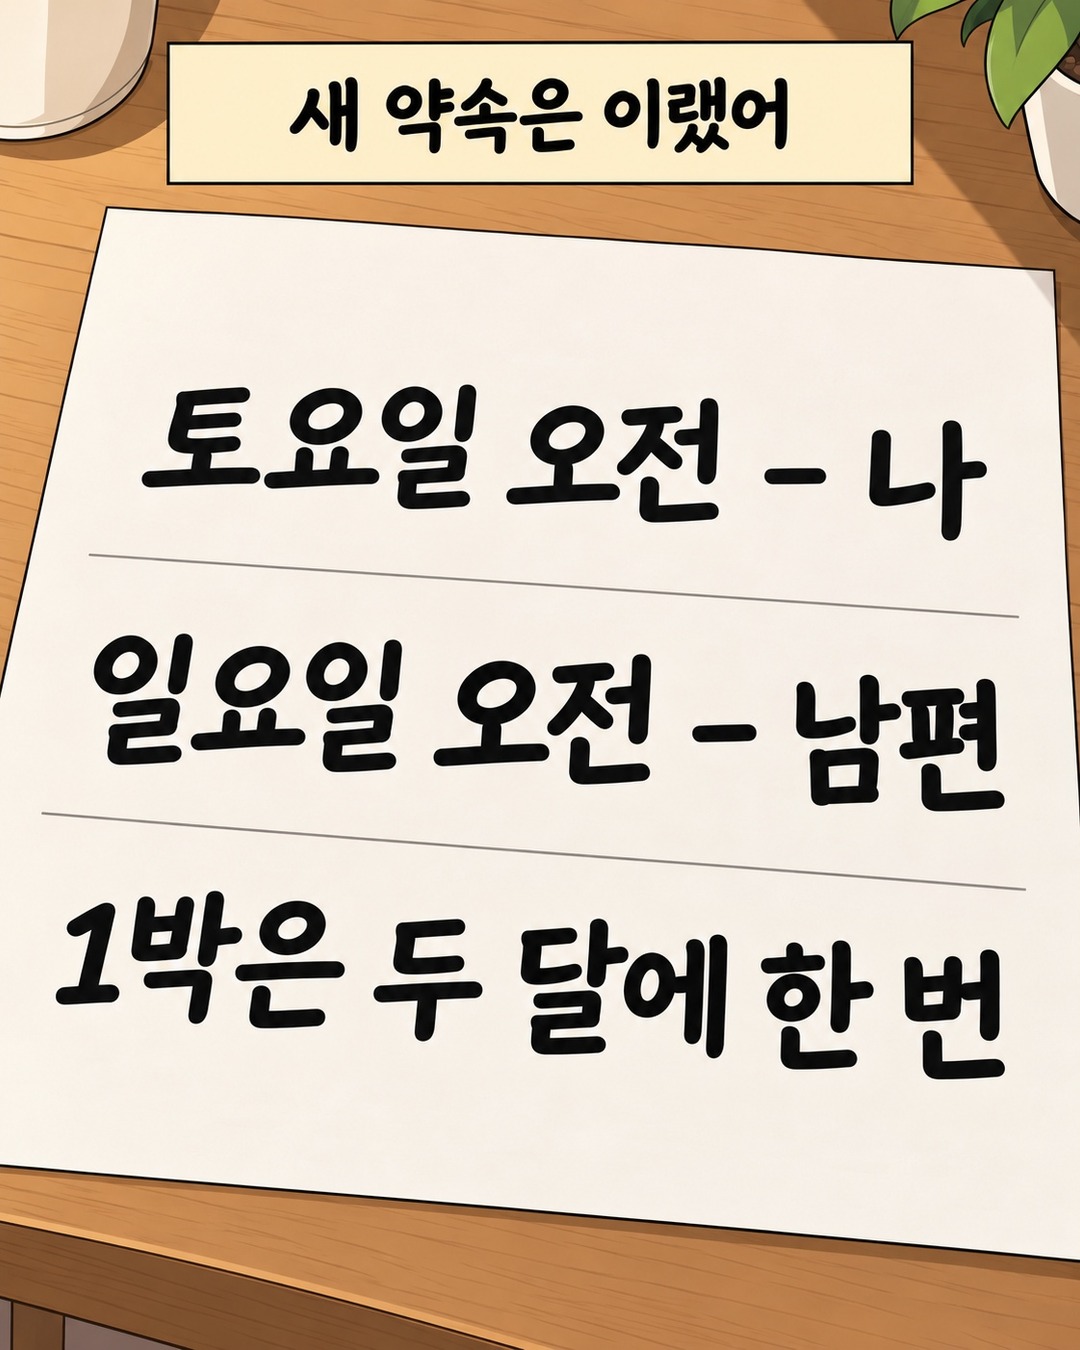 새 약속은 이랬어
토요일 오전 - 나
일요일 오전 - 남편
1박은 두 달에 한 번